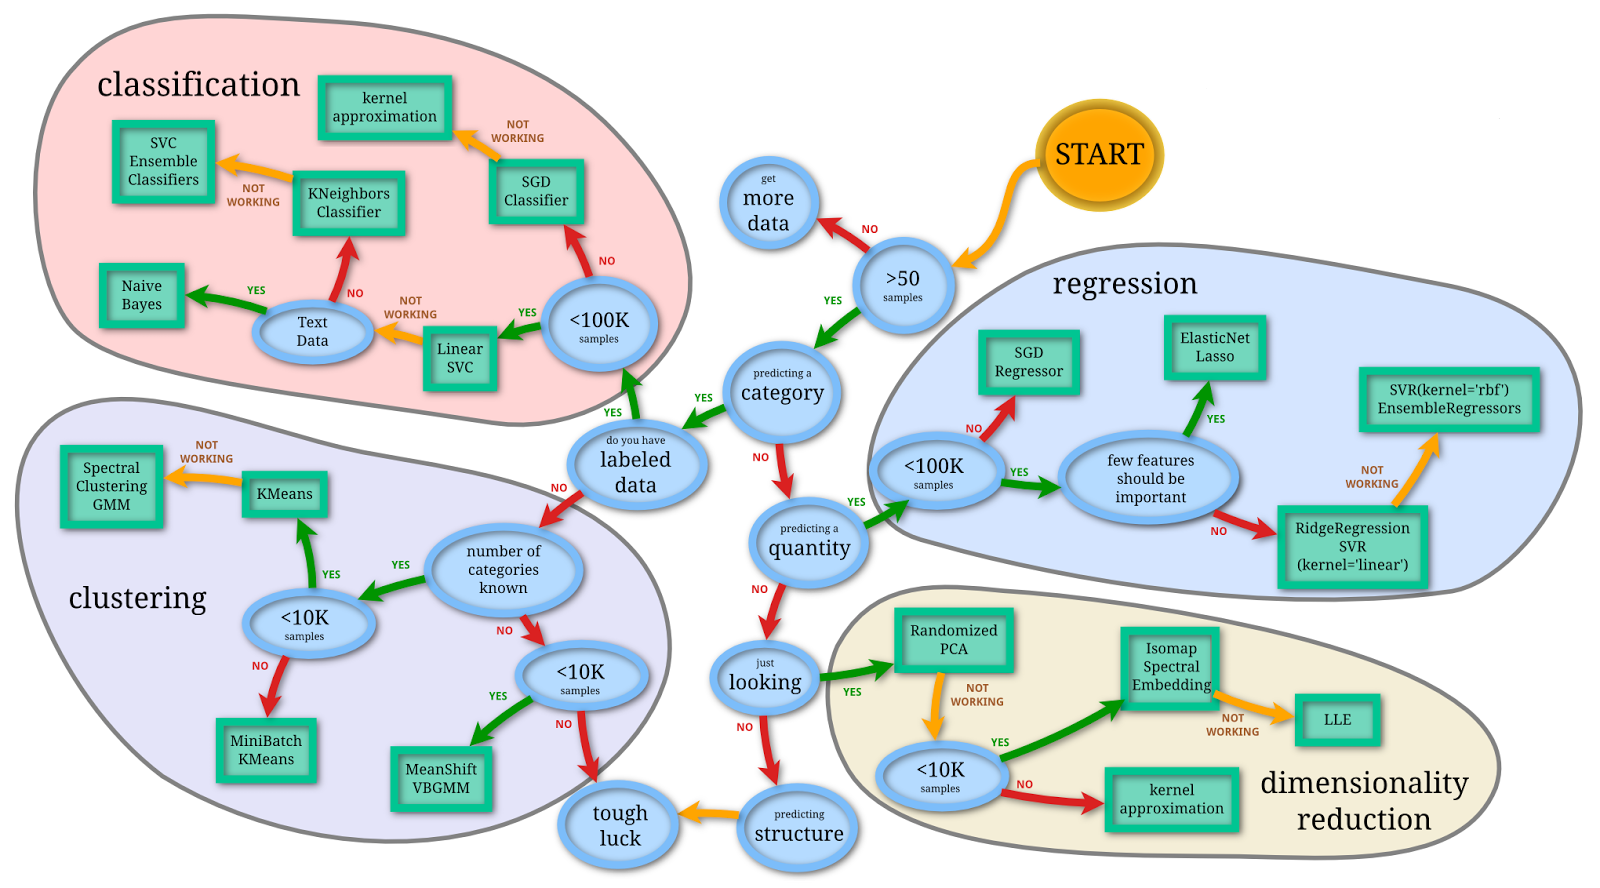 classification
kernel
approximation
NOT
WORKING
SVC
Ensemble
Classifiers
NOT
WORKING
KNeighbors
Classifier
SGD
Classifier
NO
Naive
Bayes
YES
NO
Text
Data
NOT
WORKING
Linear
SVC
YES
<100K
samples
START
get
more
data
NO
>50
samples
YES
predicting a
category
YES
NO
YES
do you have
labeled
data
NO
predicting a
quantity
YES
NO
just
looking
YES
NO
predicting
structure
tough
luck
regression
SGD
Regressor
NO
<100K
samples
YES
ElasticNet
Lasso
YES
few features
should be
important
NO
SVR(kernel='rbf')
EnsembleRegressors
NOT
WORKING
RidgeRegression
SVR
(kernel='linear')
clustering
Spectral
Clustering
GMM
NOT
WORKING
KMeans
YES
number of
categories
known
YES
<10K
samples
NO
NO
MiniBatch
KMeans
<10K
samples
YES
NO
MeanShift
VBGMM
Randomized
PCA
NOT
WORKING
<10K
samples
YES
NO
Isomap
Spectral
Embedding
NOT
WORKING
LLE
kernel
approximation
dimensionality
reduction